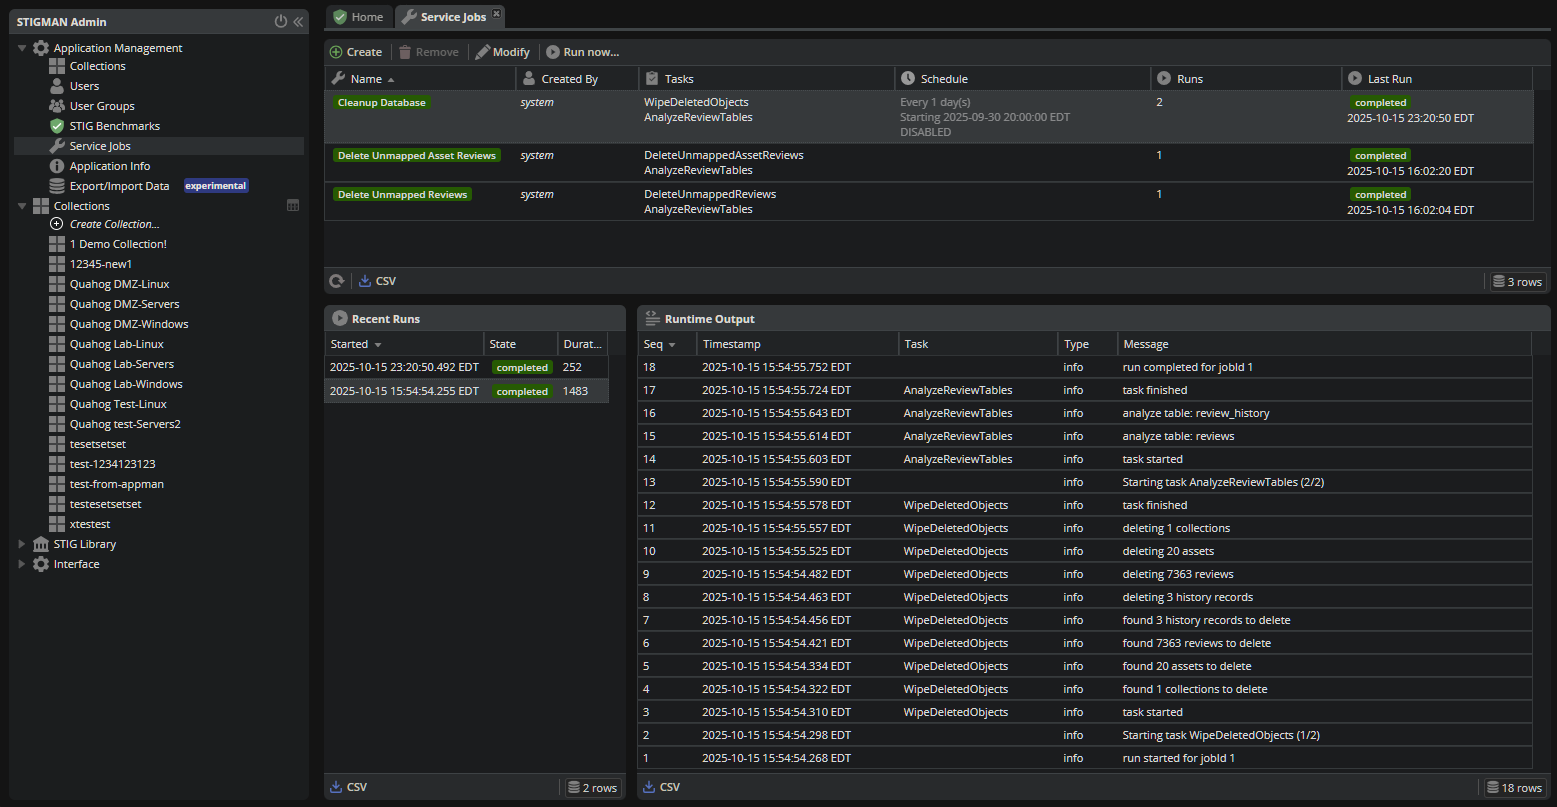 STIGMAN Admin
Application Management
Collections
Users
User Groups
STIG Benchmarks
Service Jobs
Application Info
Export/Import Data experimental
Collections
Create Collection...
1 Demo Collection!
12345-new1
Quahog DMZ-Linux
Quahog DMZ-Servers
Quahog DMZ-Windows
Quahog Lab-Linux
Quahog Lab-Servers
Quahog Lab-Windows
Quahog Test-Linux
Quahog test-Servers2
tesetsetset
test-1234123123
test-from-appman
testesetsetset
xtestest
STIG Library
Interface
Home Service Jobs
Create Remove Modify Run now...
Name Created By Tasks Schedule Runs Last Run
Cleanup Database system WipeDeletedObjects Every 1 day(s) 2 completed
AnalyzeReviewTables Starting 2025-09-30 20:00:00 EDT 2025-10-15 23:20:50 EDT
DISABLED
Delete Unmapped Asset Reviews system DeleteUnmappedAssetReviews 1 completed
AnalyzeReviewTables 2025-10-15 16:02:20 EDT
Delete Unmapped Reviews system DeleteUnmappedReviews 1 completed
AnalyzeReviewTables 2025-10-15 16:02:04 EDT
CSV 3 rows
Recent Runs
Started State Durat...
2025-10-15 23:20:50.492 EDT completed 252
2025-10-15 15:54:54.255 EDT completed 1483
CSV 2 rows
Runtime Output
Seq Timestamp Task Type Message
18 2025-10-15 15:54:55.752 EDT info run completed for jobId 1
17 2025-10-15 15:54:55.724 EDT AnalyzeReviewTables info task finished
16 2025-10-15 15:54:55.643 EDT AnalyzeReviewTables info analyze table: review_history
15 2025-10-15 15:54:55.614 EDT AnalyzeReviewTables info analyze table: reviews
14 2025-10-15 15:54:55.603 EDT AnalyzeReviewTables info task started
13 2025-10-15 15:54:55.590 EDT info Starting task AnalyzeReviewTables (2/2)
12 2025-10-15 15:54:55.578 EDT WipeDeletedObjects info task finished
11 2025-10-15 15:54:55.557 EDT WipeDeletedObjects info deleting 1 collections
10 2025-10-15 15:54:55.525 EDT WipeDeletedObjects info deleting 20 assets
9 2025-10-15 15:54:54.482 EDT WipeDeletedObjects info deleting 7363 reviews
8 2025-10-15 15:54:54.463 EDT WipeDeletedObjects info deleting 3 history records
7 2025-10-15 15:54:54.456 EDT WipeDeletedObjects info found 3 history records to delete
6 2025-10-15 15:54:54.421 EDT WipeDeletedObjects info found 7363 reviews to delete
5 2025-10-15 15:54:54.334 EDT WipeDeletedObjects info found 20 assets to delete
4 2025-10-15 15:54:54.322 EDT WipeDeletedObjects info found 1 collections to delete
3 2025-10-15 15:54:54.310 EDT WipeDeletedObjects info task started
2 2025-10-15 15:54:54.298 EDT info Starting task WipeDeletedObjects (1/2)
1 2025-10-15 15:54:54.268 EDT info run started for jobId 1
CSV 18 rows